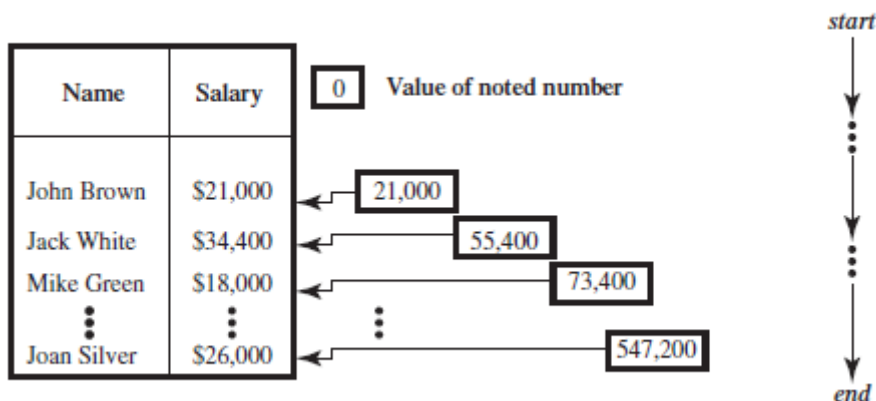 start
Name Salary 0 Value of noted number
John Brown $21,000 21,000
Jack White $34,400 55,400
Mike Green $18,000 73,400
Joan Silver $26,000 547,200
end